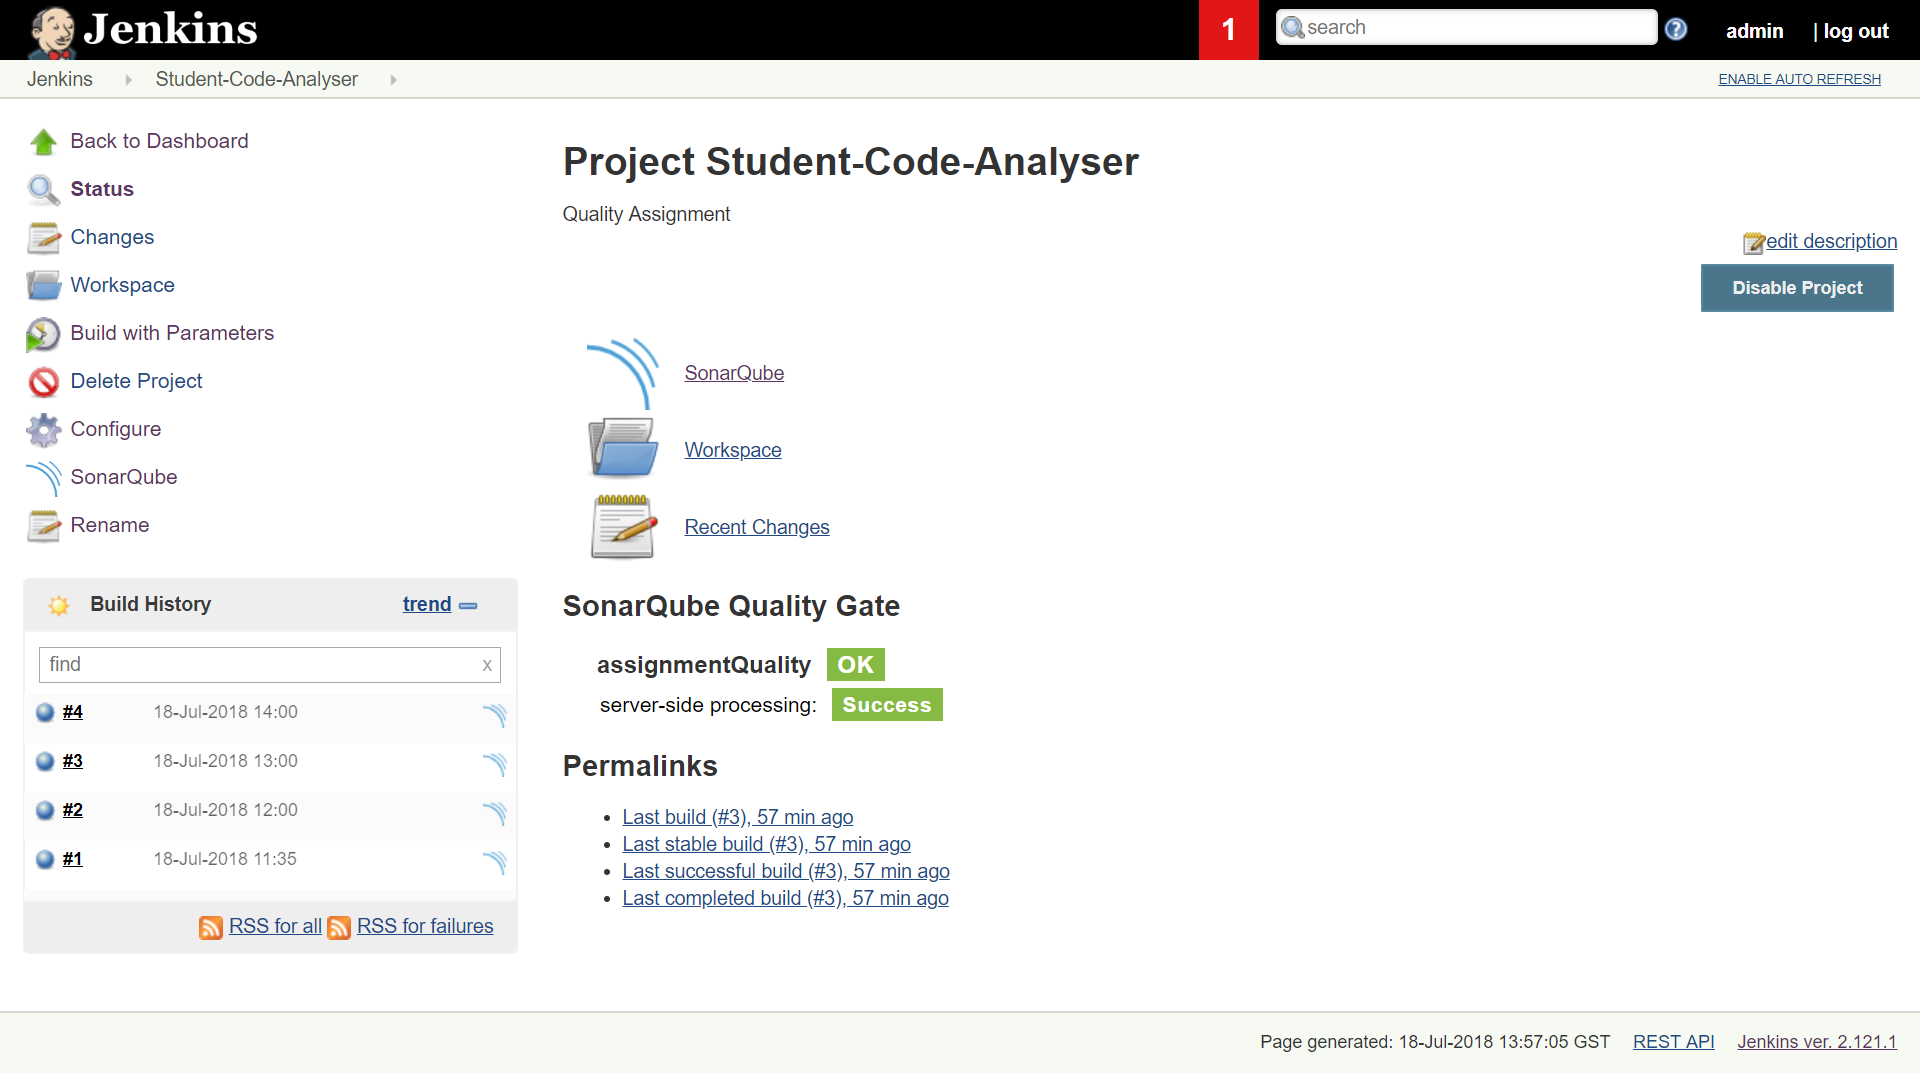 Jenkins
1
search
admin
| log out
Jenkins
Student-Code-Analyser
ENABLE AUTO REFRESH
Back to Dashboard
Status
Changes
Workspace
Build with Parameters
Delete Project
Configure
SonarQube
Rename
Build History
trend
find
x
#4 18-Jul-2018 14:00
#3 18-Jul-2018 13:00
#2 18-Jul-2018 12:00
#1 18-Jul-2018 11:35
RSS for all RSS for failures
Project Student-Code-Analyser
Quality Assignment
edit description
Disable Project
SonarQube
Workspace
Recent Changes
SonarQube Quality Gate
assignmentQuality OK
server-side processing: Success
Permalinks
Last build (#3), 57 min ago
Last stable build (#3), 57 min ago
Last successful build (#3), 57 min ago
Last completed build (#3), 57 min ago
Page generated: 18-Jul-2018 13:57:05 GST REST API Jenkins ver. 2.121.1